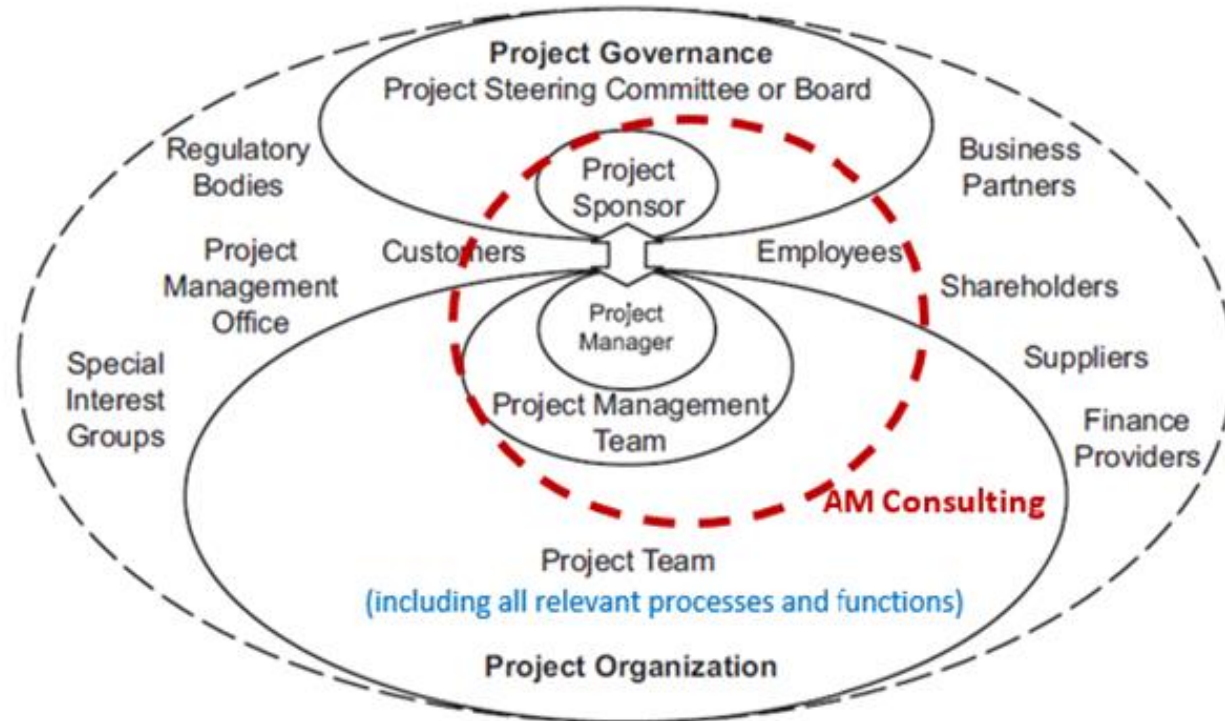 Project Governance
Project Steering Committee or Board
Regulatory
Bodies
Business
Partners
Project
Sponsor
Customers
Employees
Project
Management
Office
Shareholders
Project
Manager
Suppliers
Special
Interest
Groups
Project Management
Team
Finance
Providers
AM Consulting
Project Team
(including all relevant processes and functions)
Project Organization